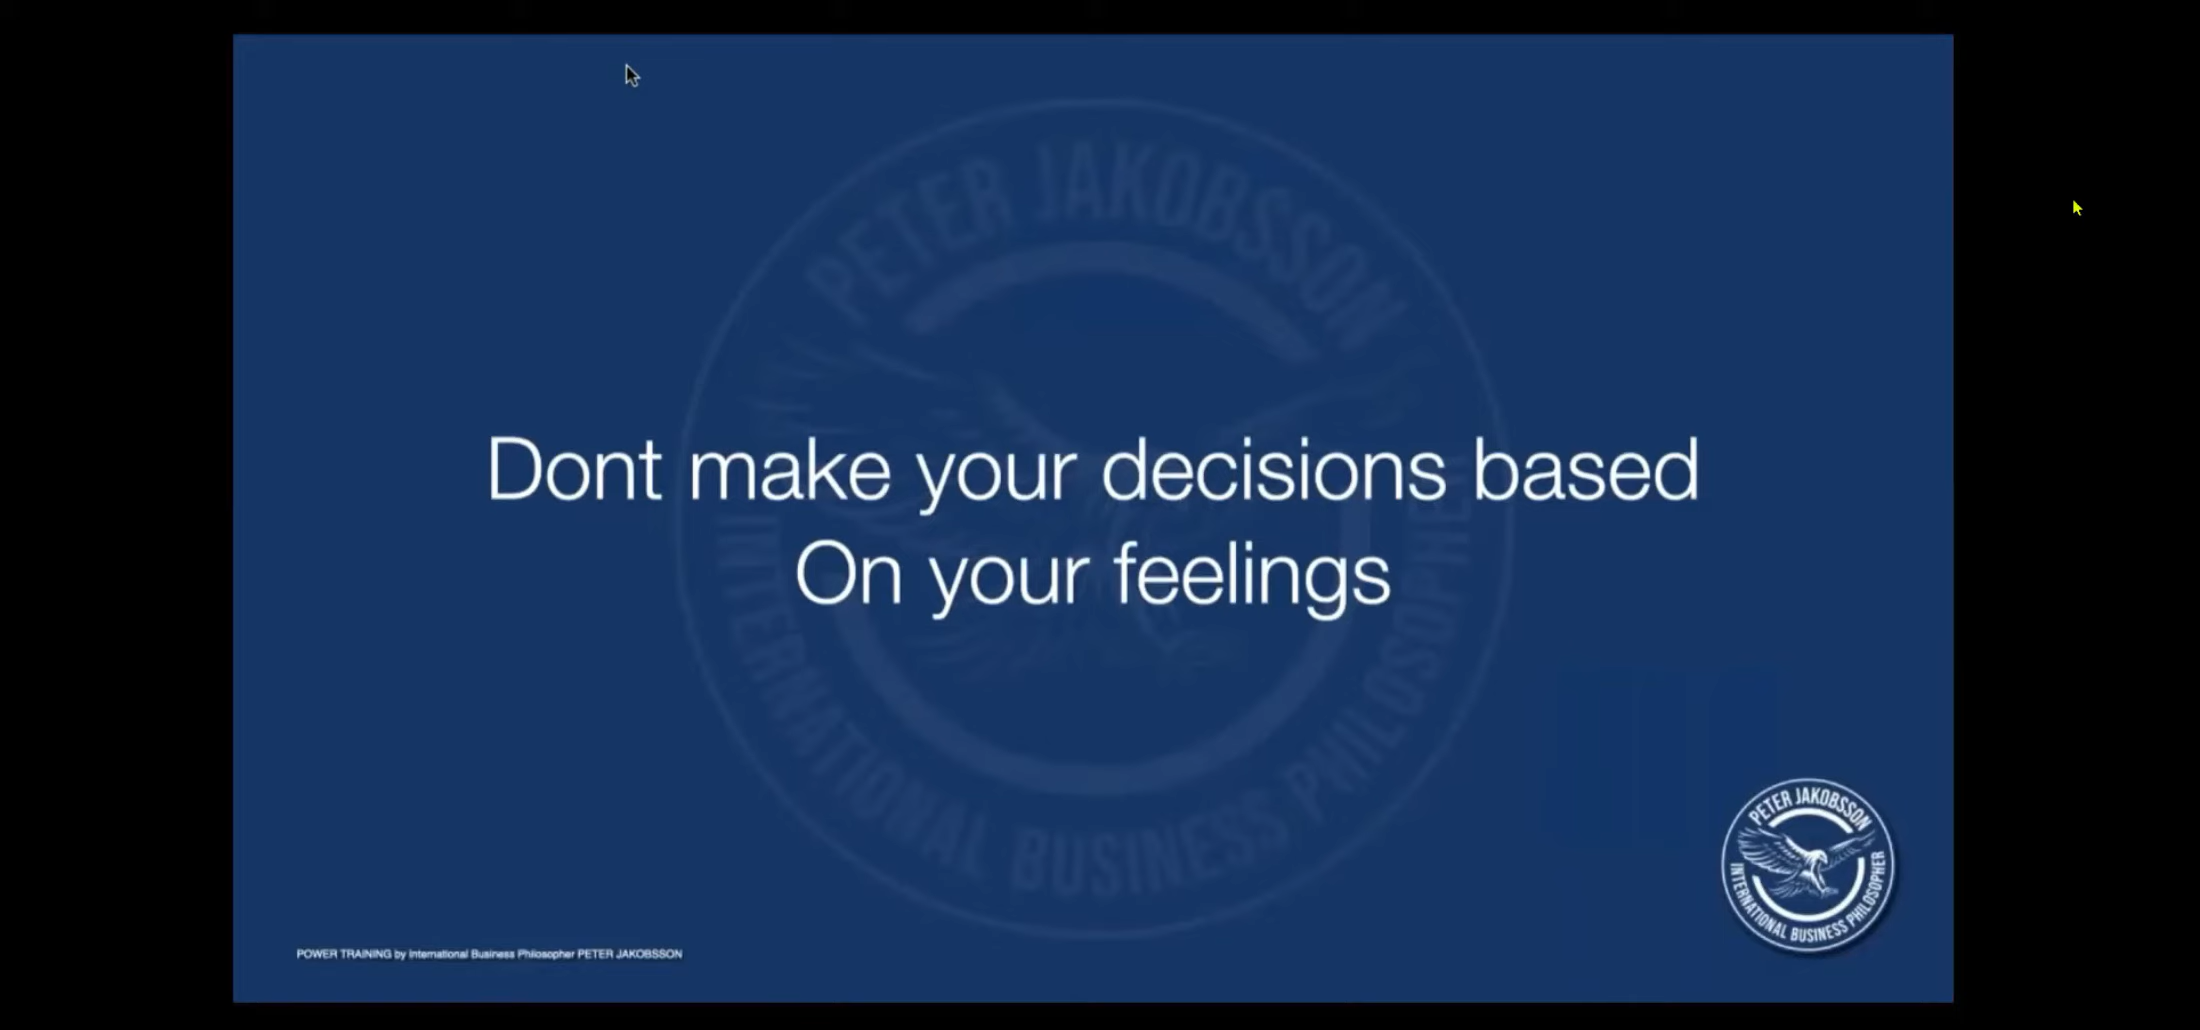 PETER JAKOBSSON
Dont make your decisions based
On your feelings
INTERNATIONAL BUSINESS PHILOSOPHER
PETER JAKOBSSON
INTERNATIONAL BUSINESS PHILOSOPHER
POWER TRAINING by International Business Philosopher PETER JAKOBSSON